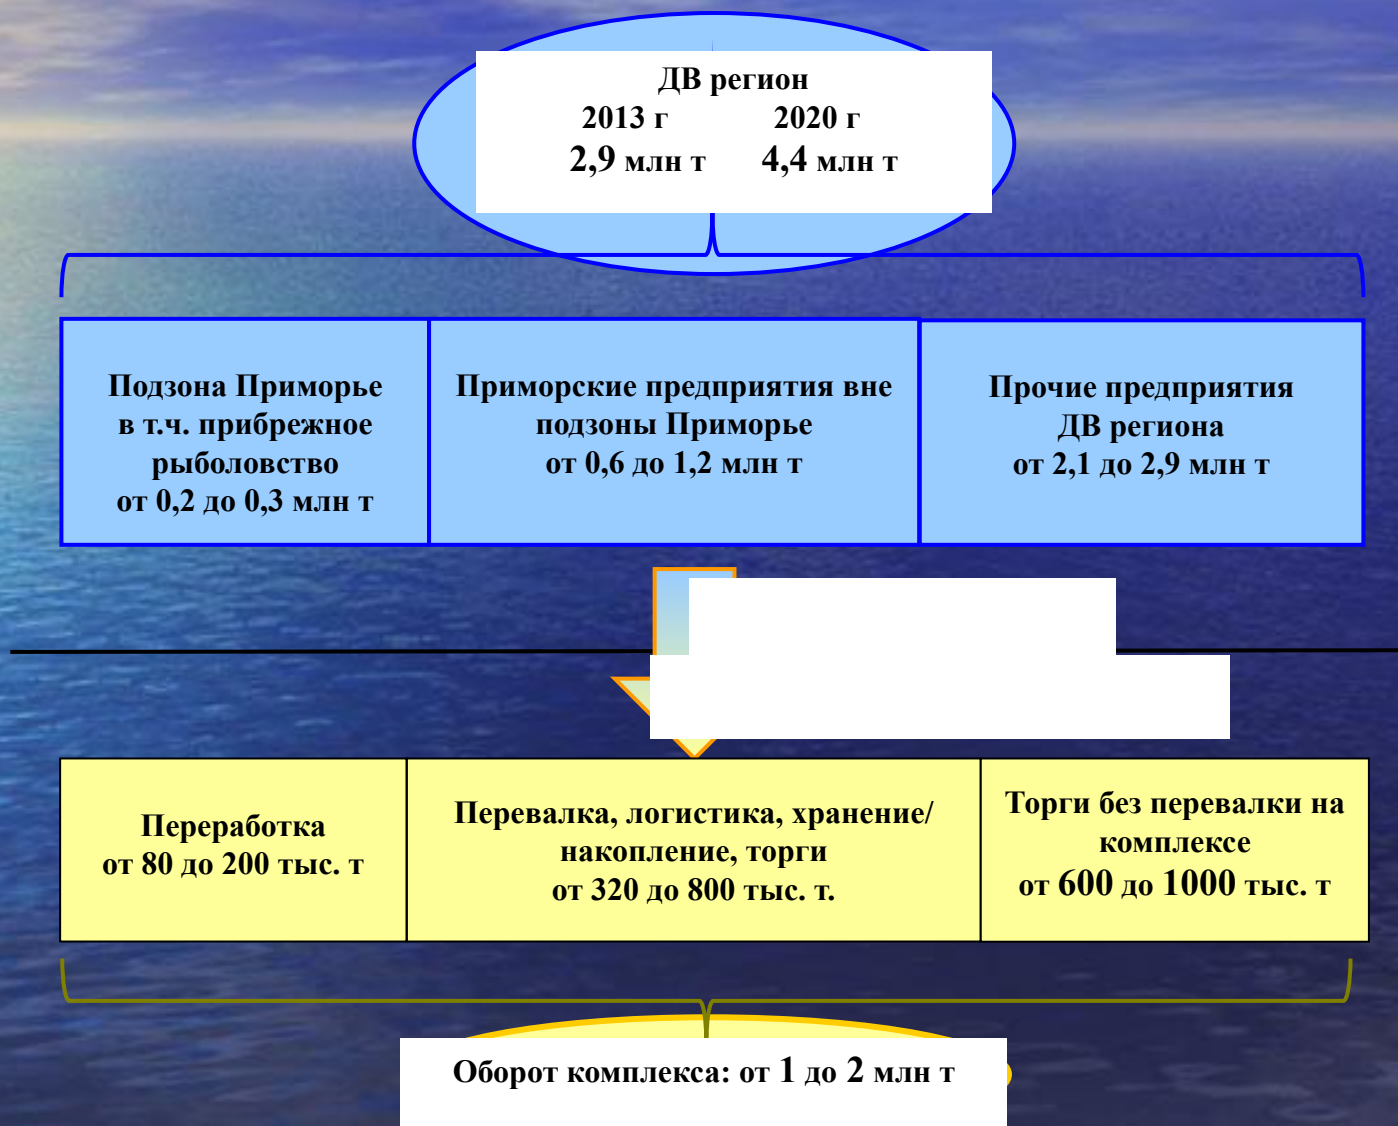 ДВ регион
2013 г 2020 г
2,9 млн т 4,4 млн т
Подзона Приморье
в т.ч. прибрежное
рыболовство
от 0,2 до 0,3 млн т
Приморские предприятия вне
подзоны Приморье
от 0,6 до 1,2 млн т
Прочие предприятия
ДВ региона
от 2,1 до 2,9 млн т
Переработка
от 80 до 200 тыс. т
Перевалка, логистика, хранение/
накопление, торги
от 320 до 800 тыс. т.
Торги без перевалки на
комплексе
от 600 до 1000 тыс. т
Оборот комплекса: от 1 до 2 млн т